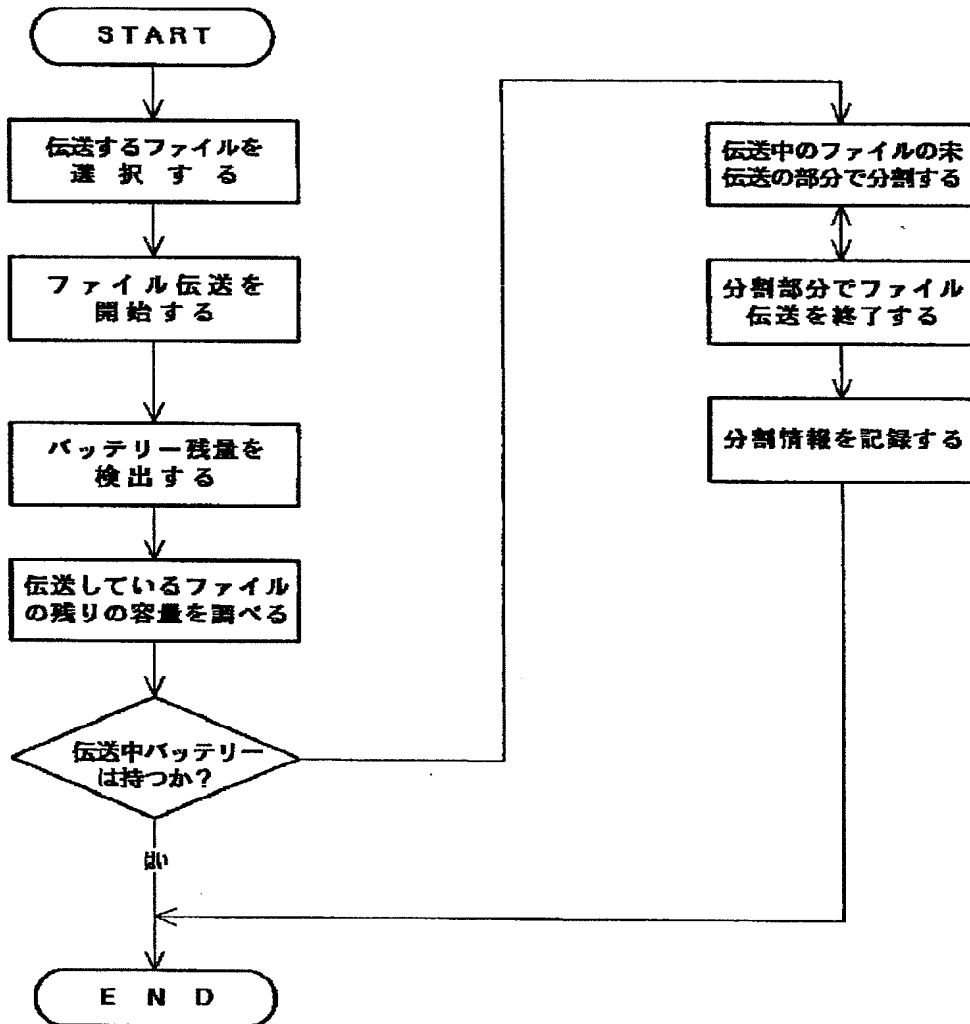 START
伝送するファイルを
選択する
ファイル伝送を
開始する
バッテリー残量を
検出する
伝送しているファイル
の残りの容量を調べる
伝送中バッテリー
は持つか?
はい
END
伝送中のファイルの未
伝送の部分で分割する
分割部分でファイル
伝送を終了する
分割情報を記録する